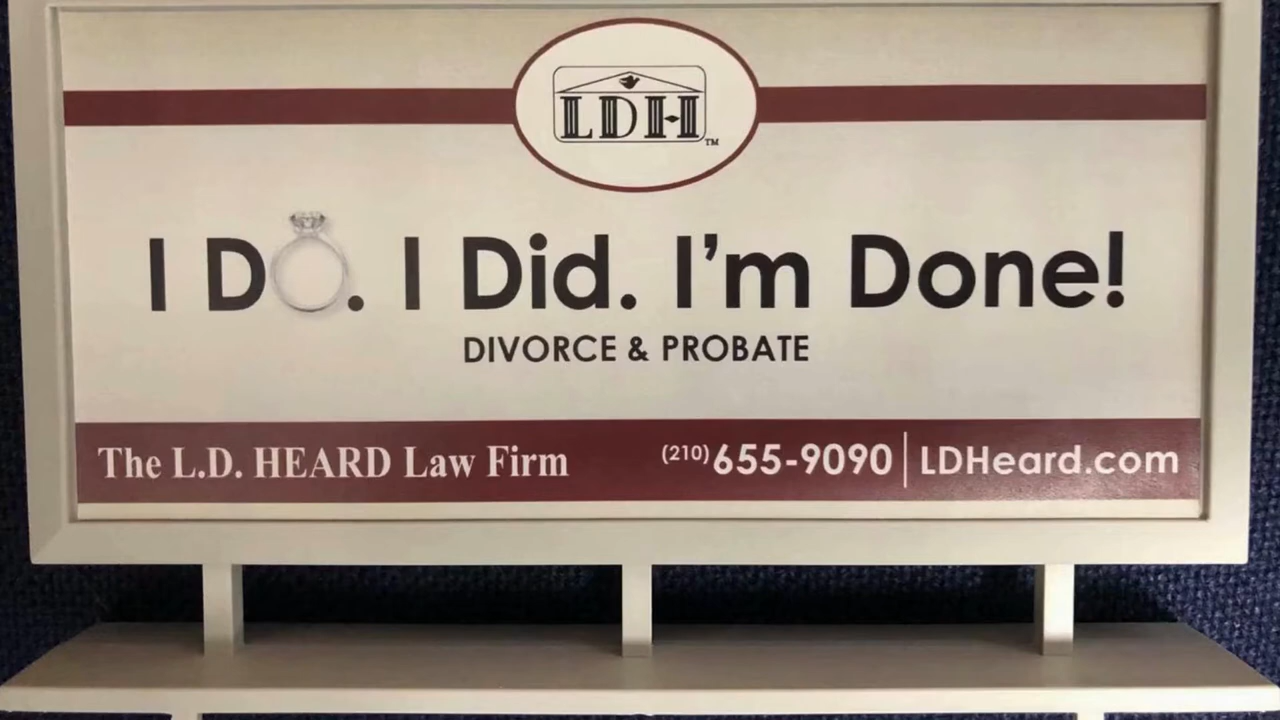 LDH
TM
I DO. I Did. I'm Done!
DIVORCE & PROBATE
The L.D. HEARD Law Firm (210) 655-9090 | LDHeard.com